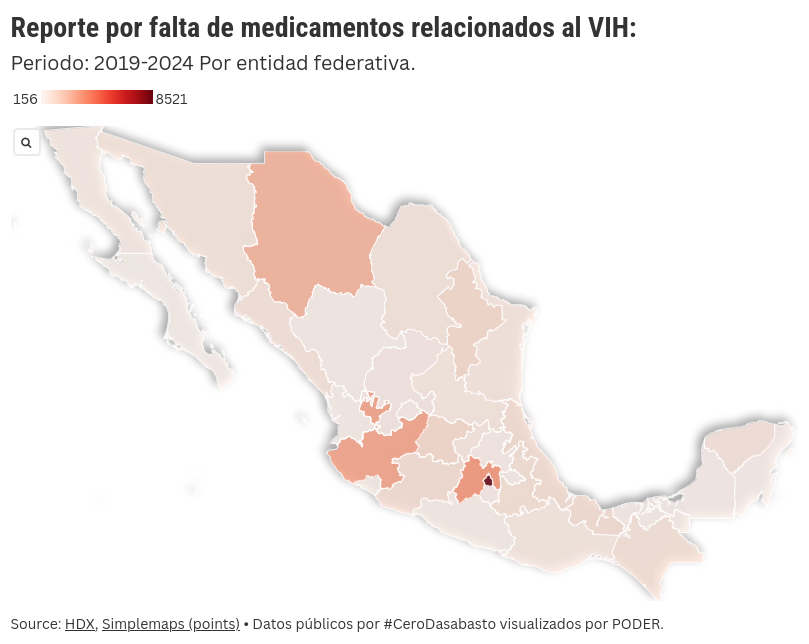 Reporte por falta de medicamentos relacionados al VIH:
Periodo: 2019-2024 Por entidad federativa.
156 8521
Source: HDX, Simplemaps (points) • Datos públicos por #CeroDasabasto visualizados por PODER.